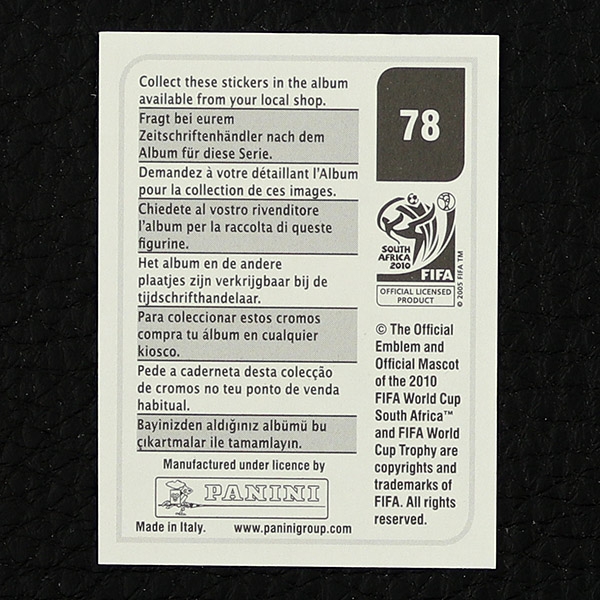 Collect these stickers in the album
available from your local shop.
Fragt bei eurem
Zeitschriftenhändler nach dem
Album für diese Serie.
Demandez à votre détaillant l'Album
pour la collection de ces images.
Chiedete al vostro rivenditore
l'album per la raccolta di queste
figurine.
Het album en de andere
plaatjes zijn verkrijgbaar bij de
tijdschrifthandelaar.
Para coleccionar estos cromos
compra tu álbum en cualquier
kiosco.
Pede a caderneta desta colecção
de cromos no teu ponto de venda
habitual.
Bayinizden aldığınız albümü bu
çıkartmalar ile tamamlayın.
Manufactured under licence by
PANINI
Made in Italy. www.paninigroup.com
78
SOUTH
AFRICA
2010
FIFA
OFFICIAL LICENSED
PRODUCT
© 2005 FIFA TM
© The Official
Emblem and
Official Mascot
of the 2010
FIFA World Cup
South Africa™
and FIFA World
Cup Trophy are
copyrights and
trademarks of
FIFA. All rights
reserved.